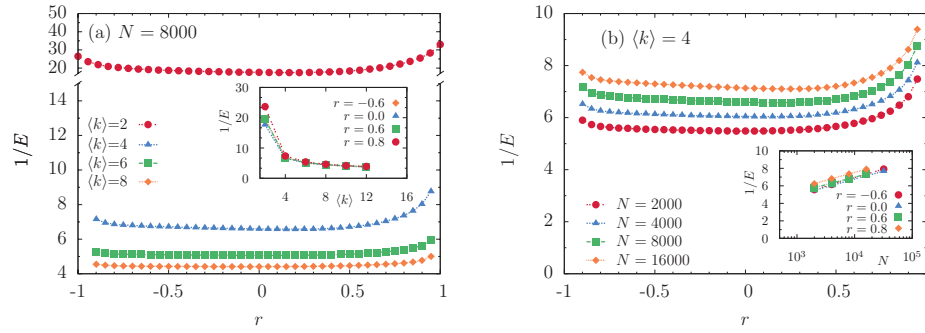 (a) N = 8000
1/E
50
40
30
20
14
12
10
8
6
4
⟨k⟩=2
⟨k⟩=4
⟨k⟩=6
⟨k⟩=8
-1
-0.5
0
0.5
1
r
1/E
30
20
10
0
4
8
12
16
⟨k⟩
r = −0.6
r = 0.0
r = 0.6
r = 0.8
(b) ⟨k⟩ = 4
1/E
10
8
6
4
2
0
N = 2000
N = 4000
N = 8000
N = 16000
-1
-0.5
0
0.5
1
r
1/E
8
6
4
2
0
10³
10⁴
10⁵
N
r = −0.6
r = 0.0
r = 0.6
r = 0.8